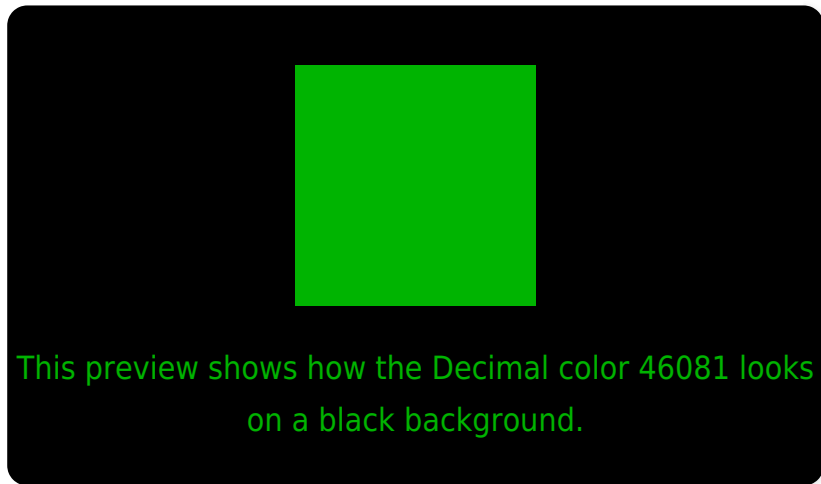 This preview shows how the Decimal color 46081 looks
on a black background.